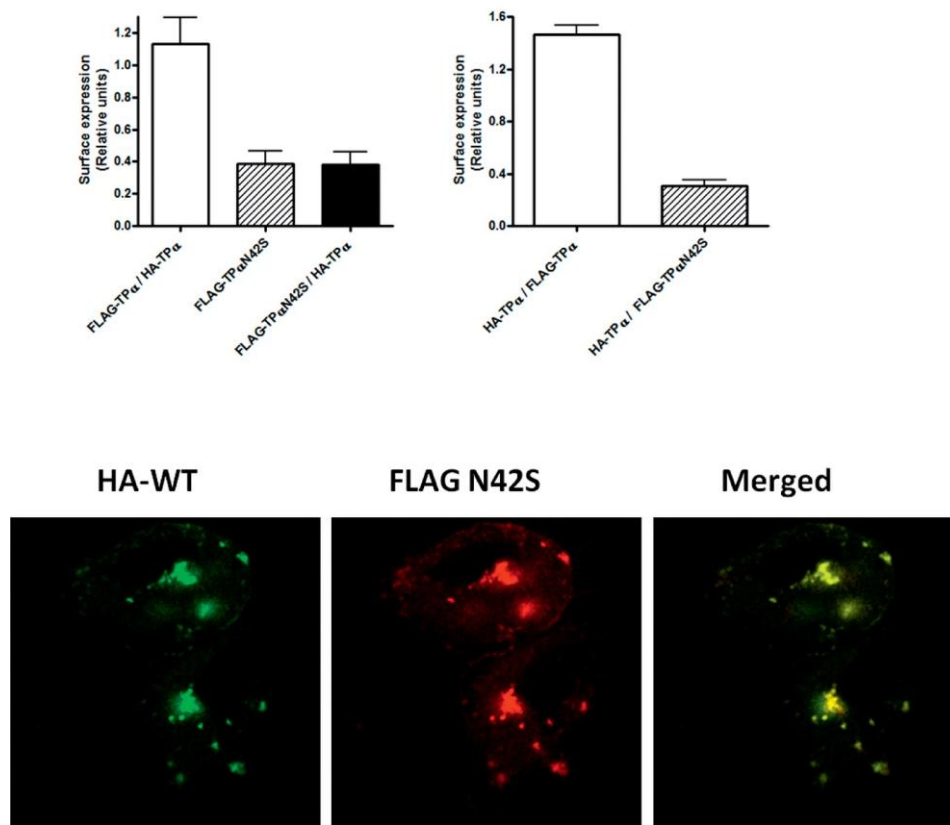 Surface expression
(Relative units)
1.2
1.0
0.8
0.6
0.4
0.2
0.0
FLAG-TPα / HA-TPα
FLAG-TPαN42S
FLAG-TPαN42S / HA-TPα
Surface expression
(Relative units)
1.6
1.2
0.8
0.4
0.0
HA-TPα / FLAG-TPα
HA-TPα / FLAG-TPαN42S
HA-WT
FLAG N42S
Merged